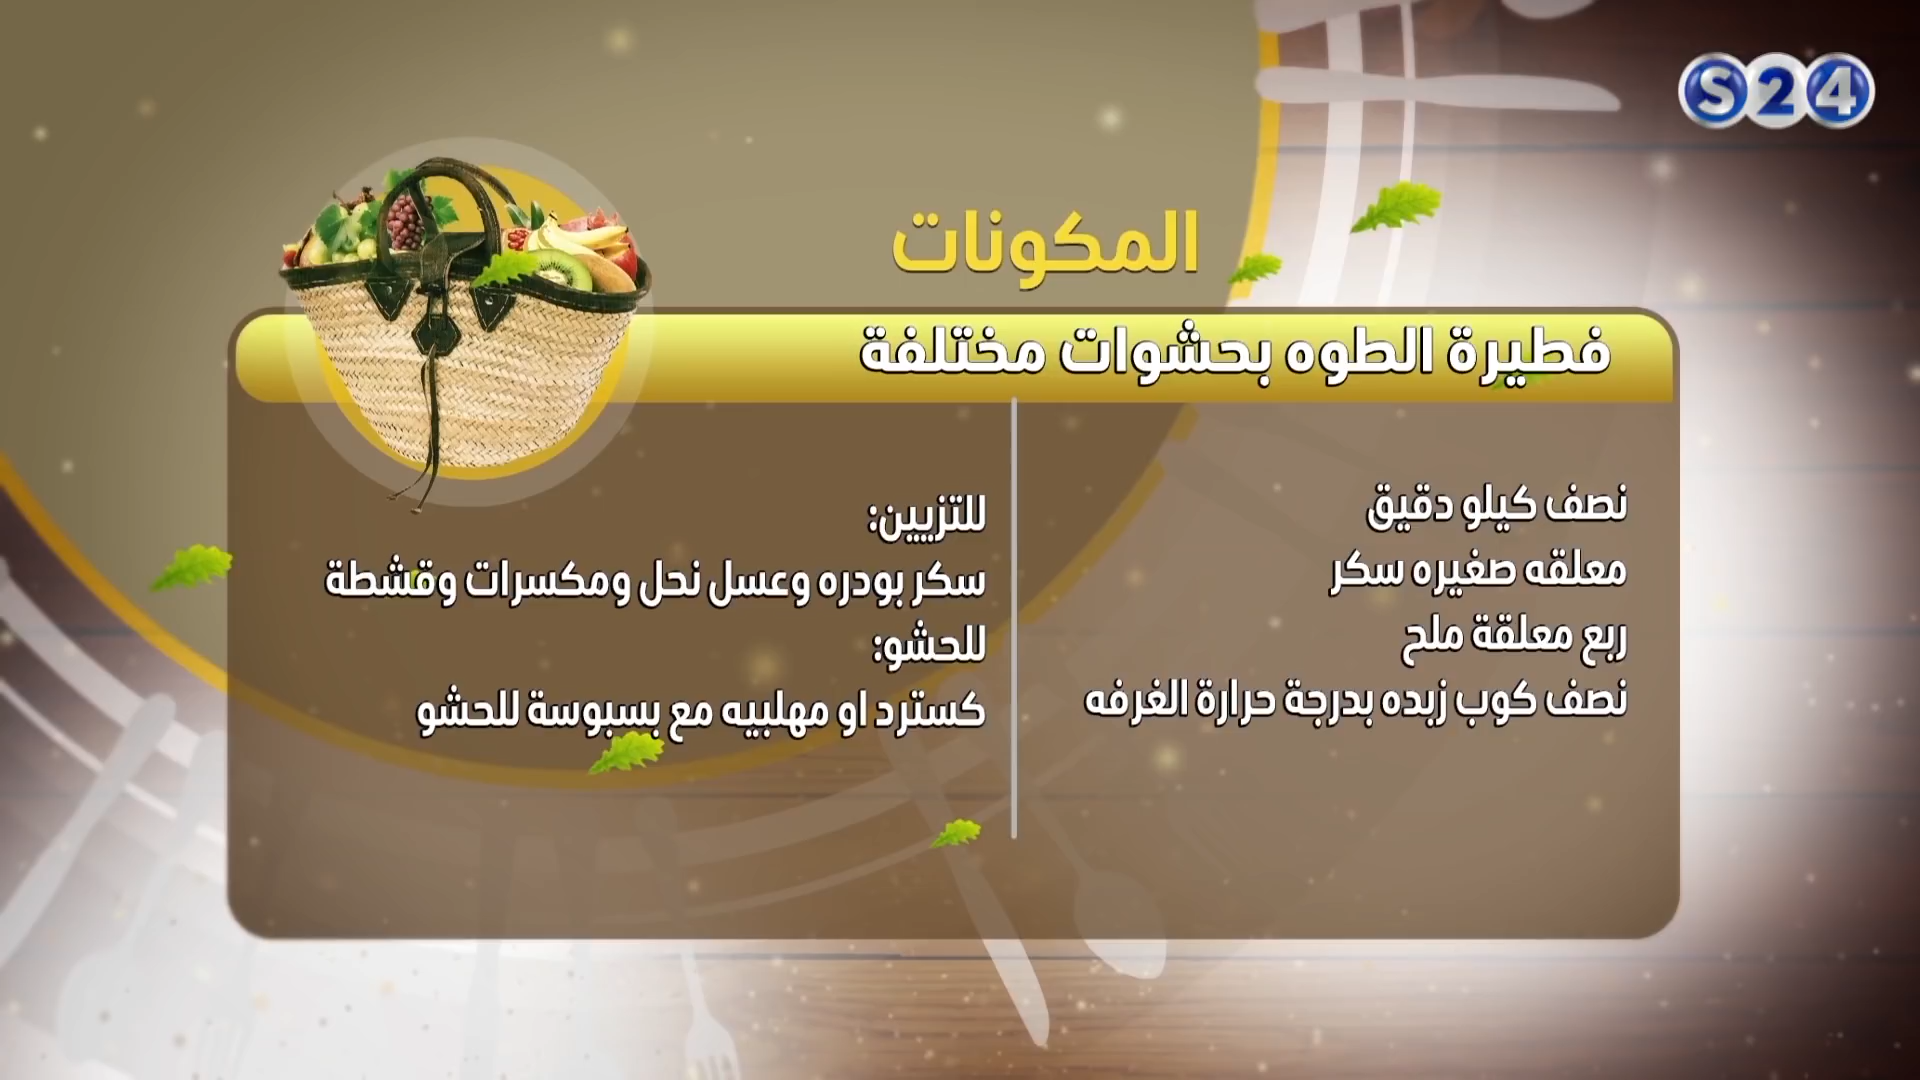 S24
المكونات
فطيرة الطوه بحشوات مختلفة
نصف كيلو دقيق
معلقه صغيره سكر
ربع معلقة ملح
نصف كوب زبده بدرجة حرارة الغرفه
للتزيين:
سكر بودره وعسل نحل ومكسرات وقشطة
للحشو:
كسترد او مهلبيه مع بسبوسة للحشو